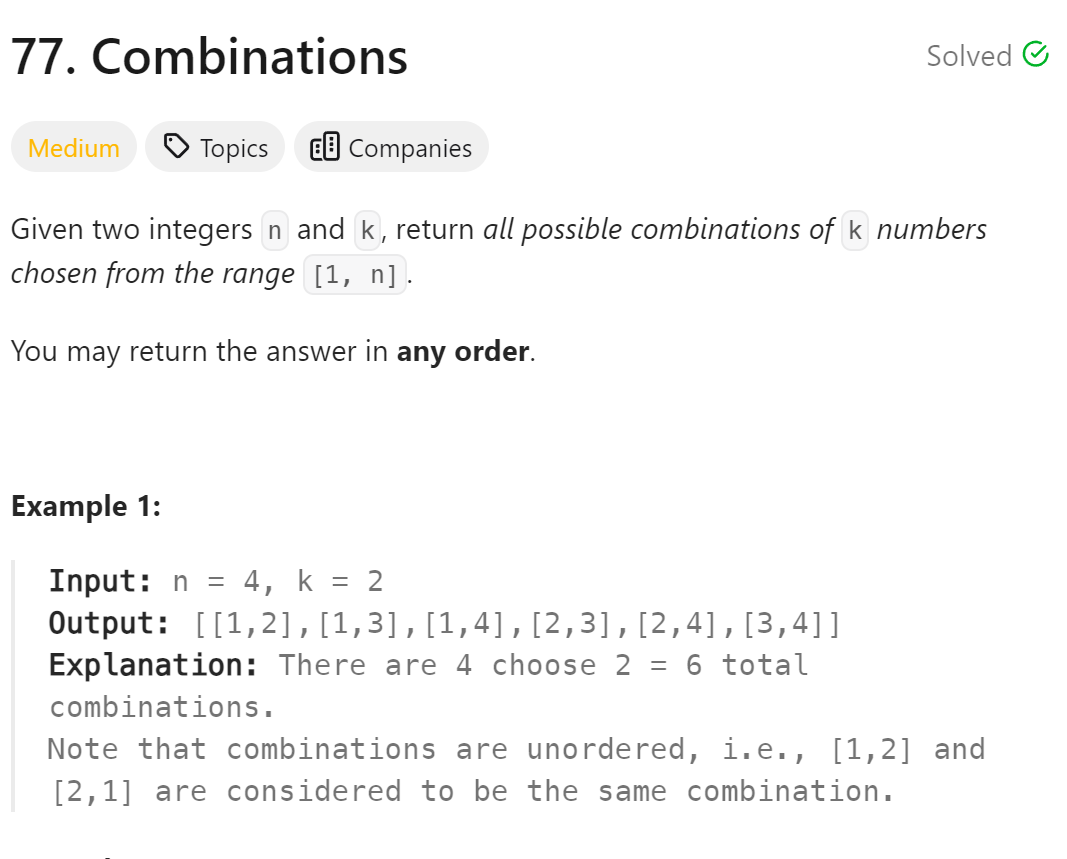 77. Combinations
Solved
Medium
Topics
Companies
Given two integers n and k, return all possible combinations of k numbers
chosen from the range [1, n].
You may return the answer in any order.
Example 1:
Input: n = 4, k = 2
Output: [[1,2],[1,3],[1,4],[2,3],[2,4],[3,4]]
Explanation: There are 4 choose 2 = 6 total
combinations.
Note that combinations are unordered, i.e., [1,2] and
[2,1] are considered to be the same combination.